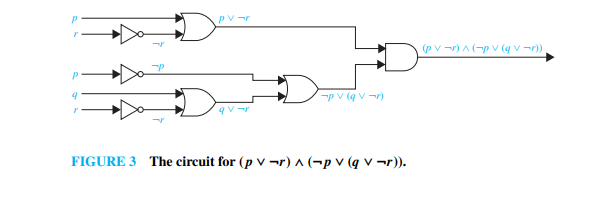 p
p ∨ ¬r
r
¬r
(p ∨ ¬r) ∧ (¬p ∨ (q ∨ ¬r))
¬p
p
q
¬p ∨ (q ∨ ¬r)
r
q ∨ ¬r
¬r
FIGURE 3 The circuit for (p ∨ ¬r) ∧ (¬p ∨ (q ∨ ¬r)).